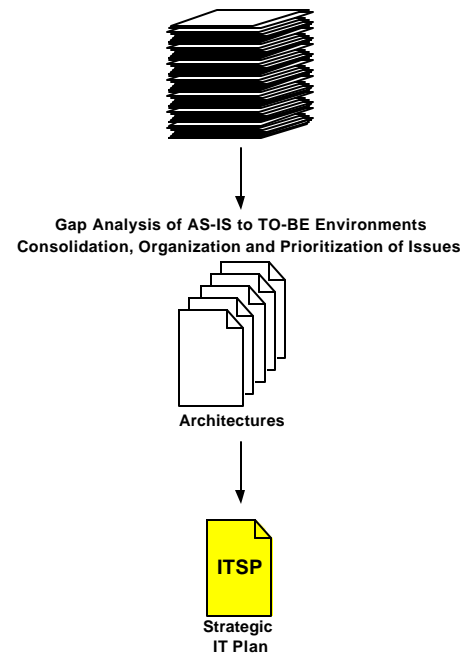 Gap Analysis of AS-IS to TO-BE Environments
Consolidation, Organization and Prioritization of Issues
Architectures
ITSP
Strategic
IT Plan